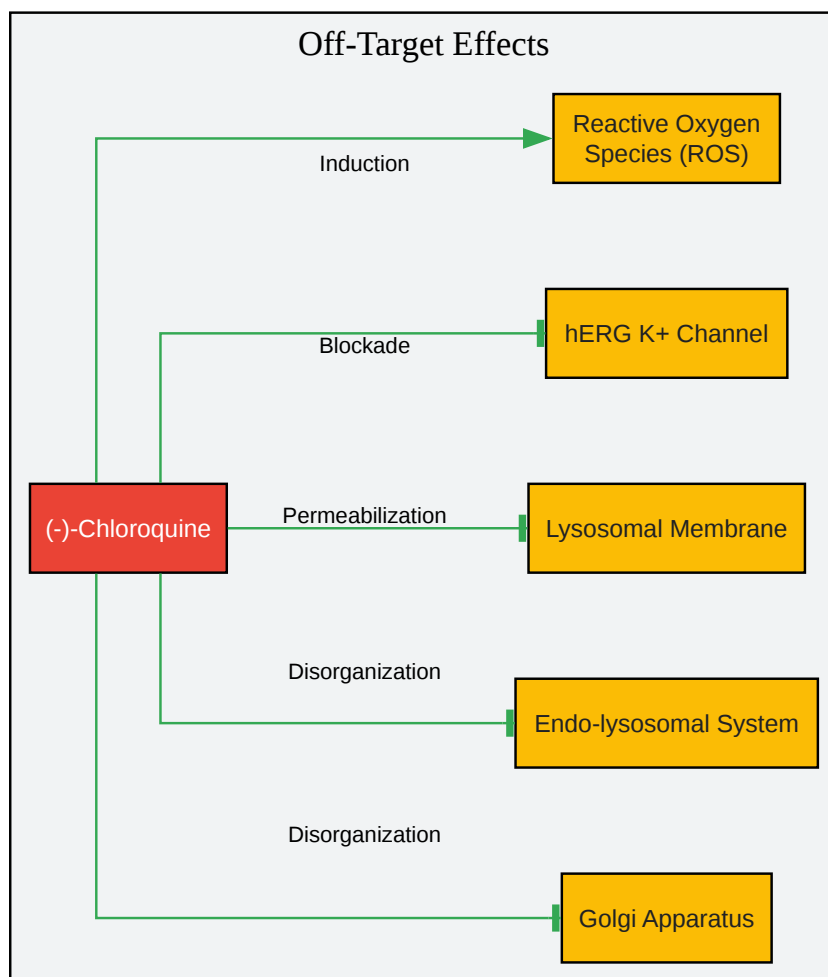 Off-Target Effects
Reactive Oxygen
Species (ROS)
Induction
hERG K+ Channel
Blockade
(-)-Chloroquine
Permeabilization
Lysosomal Membrane
Disorganization
Endo-lysosomal System
Disorganization
Golgi Apparatus